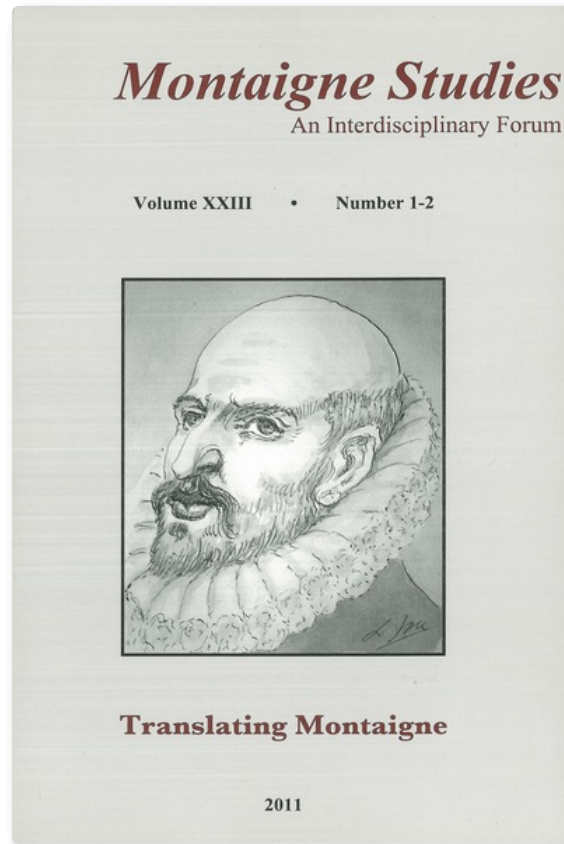 Montaigne Studies
An Interdisciplinary Forum
Volume XXIII • Number 1-2
Translating Montaigne
2011